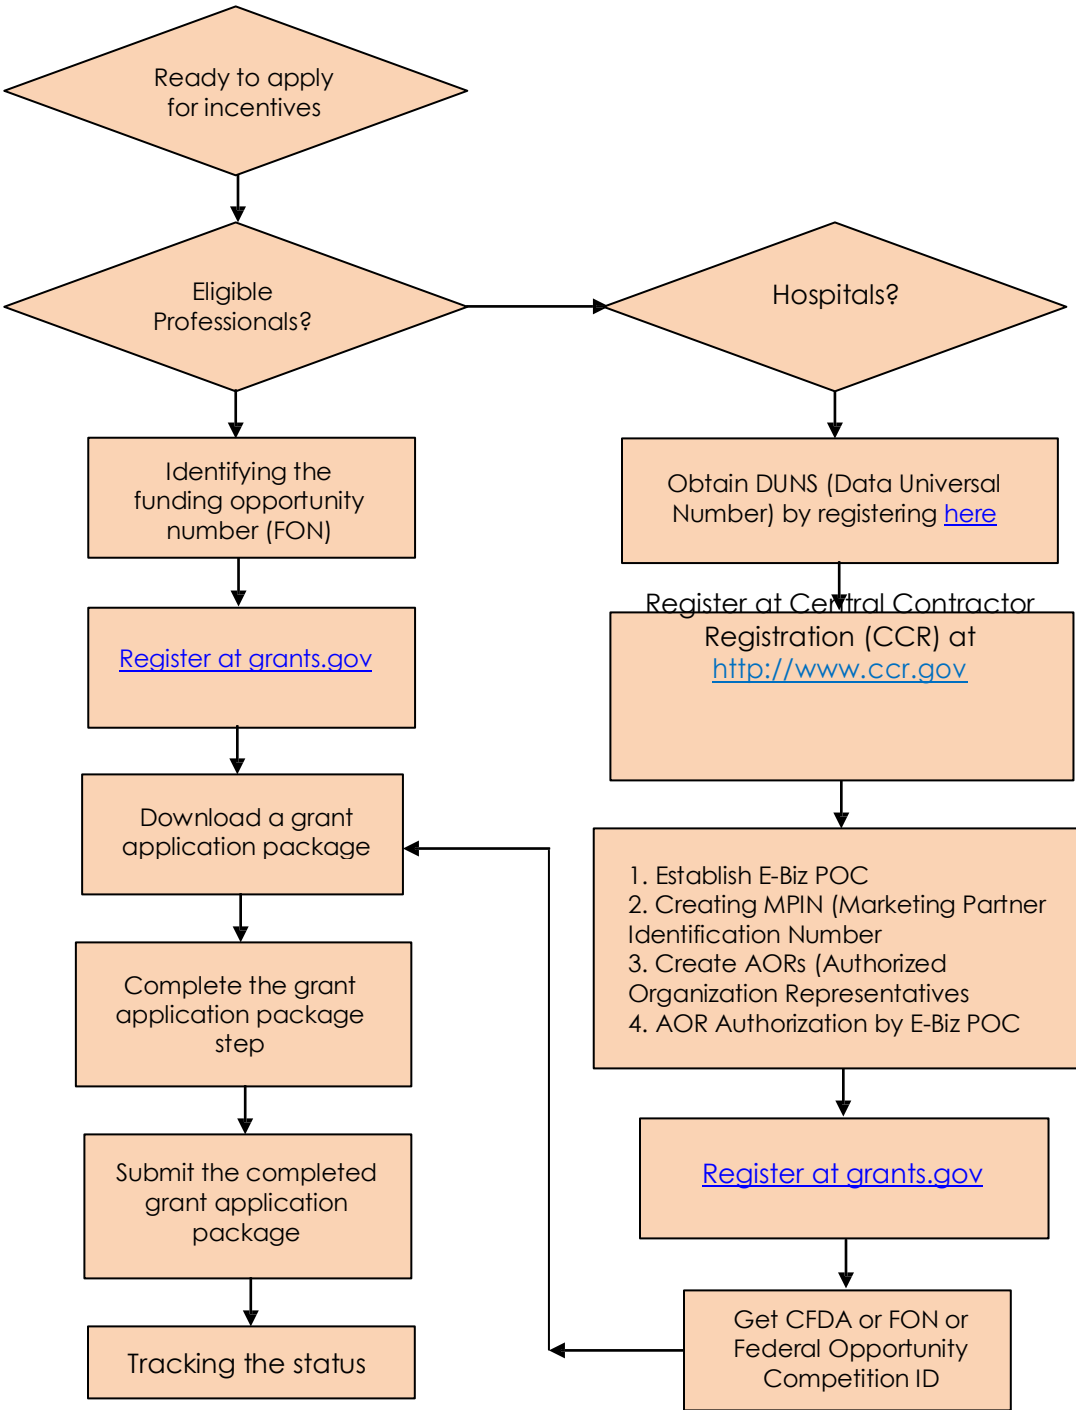 Ready to apply
for incentives
Eligible
Professionals?
Hospitals?
Identifying the
funding opportunity
number (FON)
Register at grants.gov
Download a grant
application package
Complete the grant
application package
step
Submit the completed
grant application
package
Tracking the status
Obtain DUNS (Data Universal
Number) by registering here
Register at Central Contractor
Registration (CCR) at
http://www.ccr.gov
1. Establish E-Biz POC
2. Creating MPIN (Marketing Partner
Identification Number
3. Create AORs (Authorized
Organization Representatives
4. AOR Authorization by E-Biz POC
Register at grants.gov
Get CFDA or FON or
Federal Opportunity
Competition ID